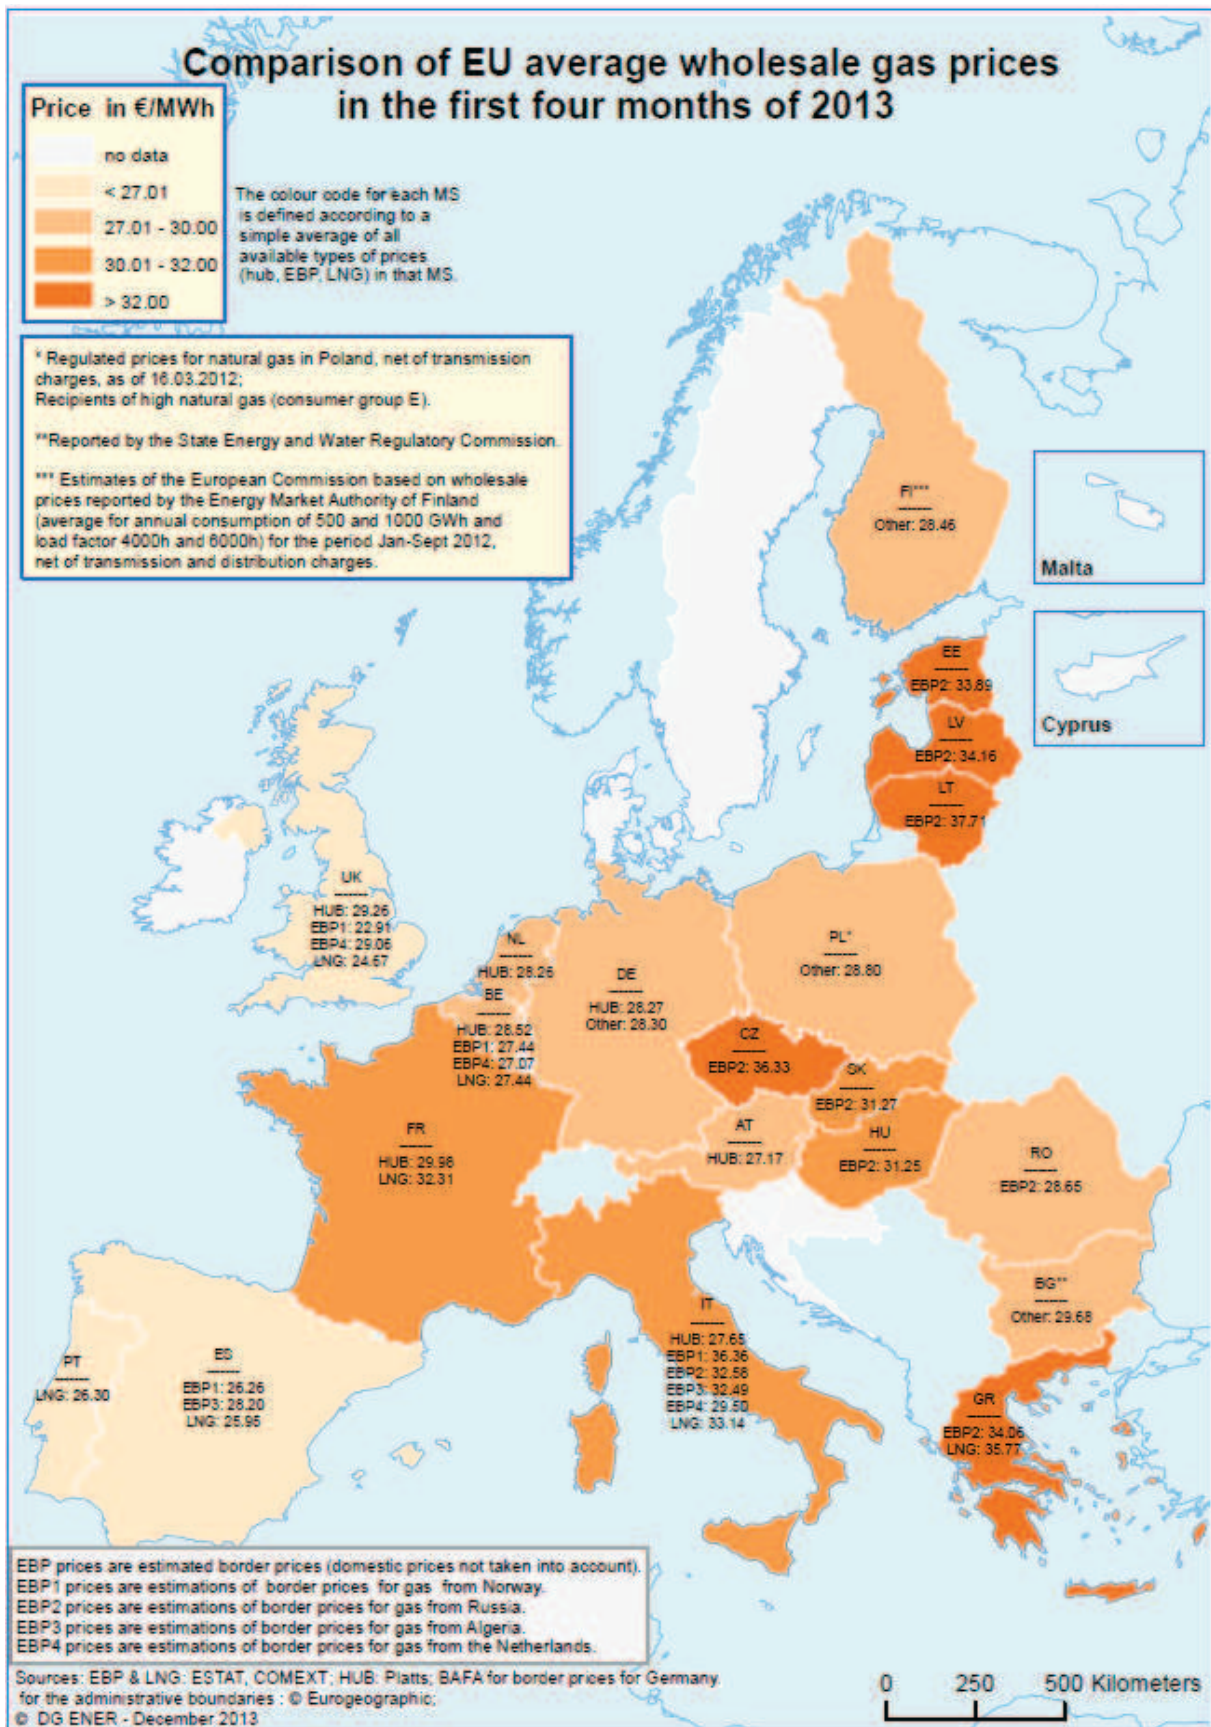 Comparison of EU average wholesale gas prices
in the first four months of 2013
Price in €/MWh
no data
< 27.01
27.01 - 30.00
30.01 - 32.00
> 32.00
The colour code for each MS
is defined according to a
simple average of all
available types of prices
(hub, EBP, LNG) in that MS.
* Regulated prices for natural gas in Poland, net of transmission
charges, as of 16.03.2012;
Recipients of high natural gas (consumer group E).
**Reported by the State Energy and Water Regulatory Commission.
*** Estimates of the European Commission based on wholesale
prices reported by the Energy Market Authority of Finland
(average for annual consumption of 500 and 1000 GWh and
load factor 4000h and 6000h) for the period Jan-Sept 2012,
net of transmission and distribution charges.
FI***
-------
Other: 28.46
Malta
Cyprus
EE
-------
EBP2: 33.89
LV
-------
EBP2: 34.16
LT
-------
EBP2: 37.71
UK
-------
HUB: 29.26
EBP1: 22.91
EBP4: 29.06
LNG: 24.67
NL
-------
HUB: 28.26
BE
-------
HUB: 28.52
EBP1: 27.44
EBP4: 27.07
LNG: 27.44
DE
-------
HUB: 28.27
Other: 28.30
PL*
-------
Other: 28.80
CZ
-------
EBP2: 36.33
SK
-------
EBP2: 31.27
AT
-------
HUB: 27.17
HU
-------
EBP2: 31.25
RO
-------
EBP2: 28.65
FR
-------
HUB: 29.98
LNG: 32.31
BG**
-------
Other: 29.68
IT
-------
HUB: 27.65
EBP1: 36.36
EBP2: 32.58
EBP3: 32.49
EBP4: 29.50
LNG: 33.14
PT
-------
LNG: 26.30
ES
-------
EBP1: 26.26
EBP3: 28.20
LNG: 25.95
GR
-------
EBP2: 34.06
LNG: 35.77
EBP prices are estimated border prices (domestic prices not taken into account).
EBP1 prices are estimations of border prices for gas from Norway.
EBP2 prices are estimations of border prices for gas from Russia.
EBP3 prices are estimations of border prices for gas from Algeria.
EBP4 prices are estimations of border prices for gas from the Netherlands.
Sources: EBP & LNG: ESTAT, COMEXT; HUB: Platts; BAFA for border prices for Germany.
for the administrative boundaries : © Eurogeographic;
© DG ENER - December 2013
0 250 500 Kilometers